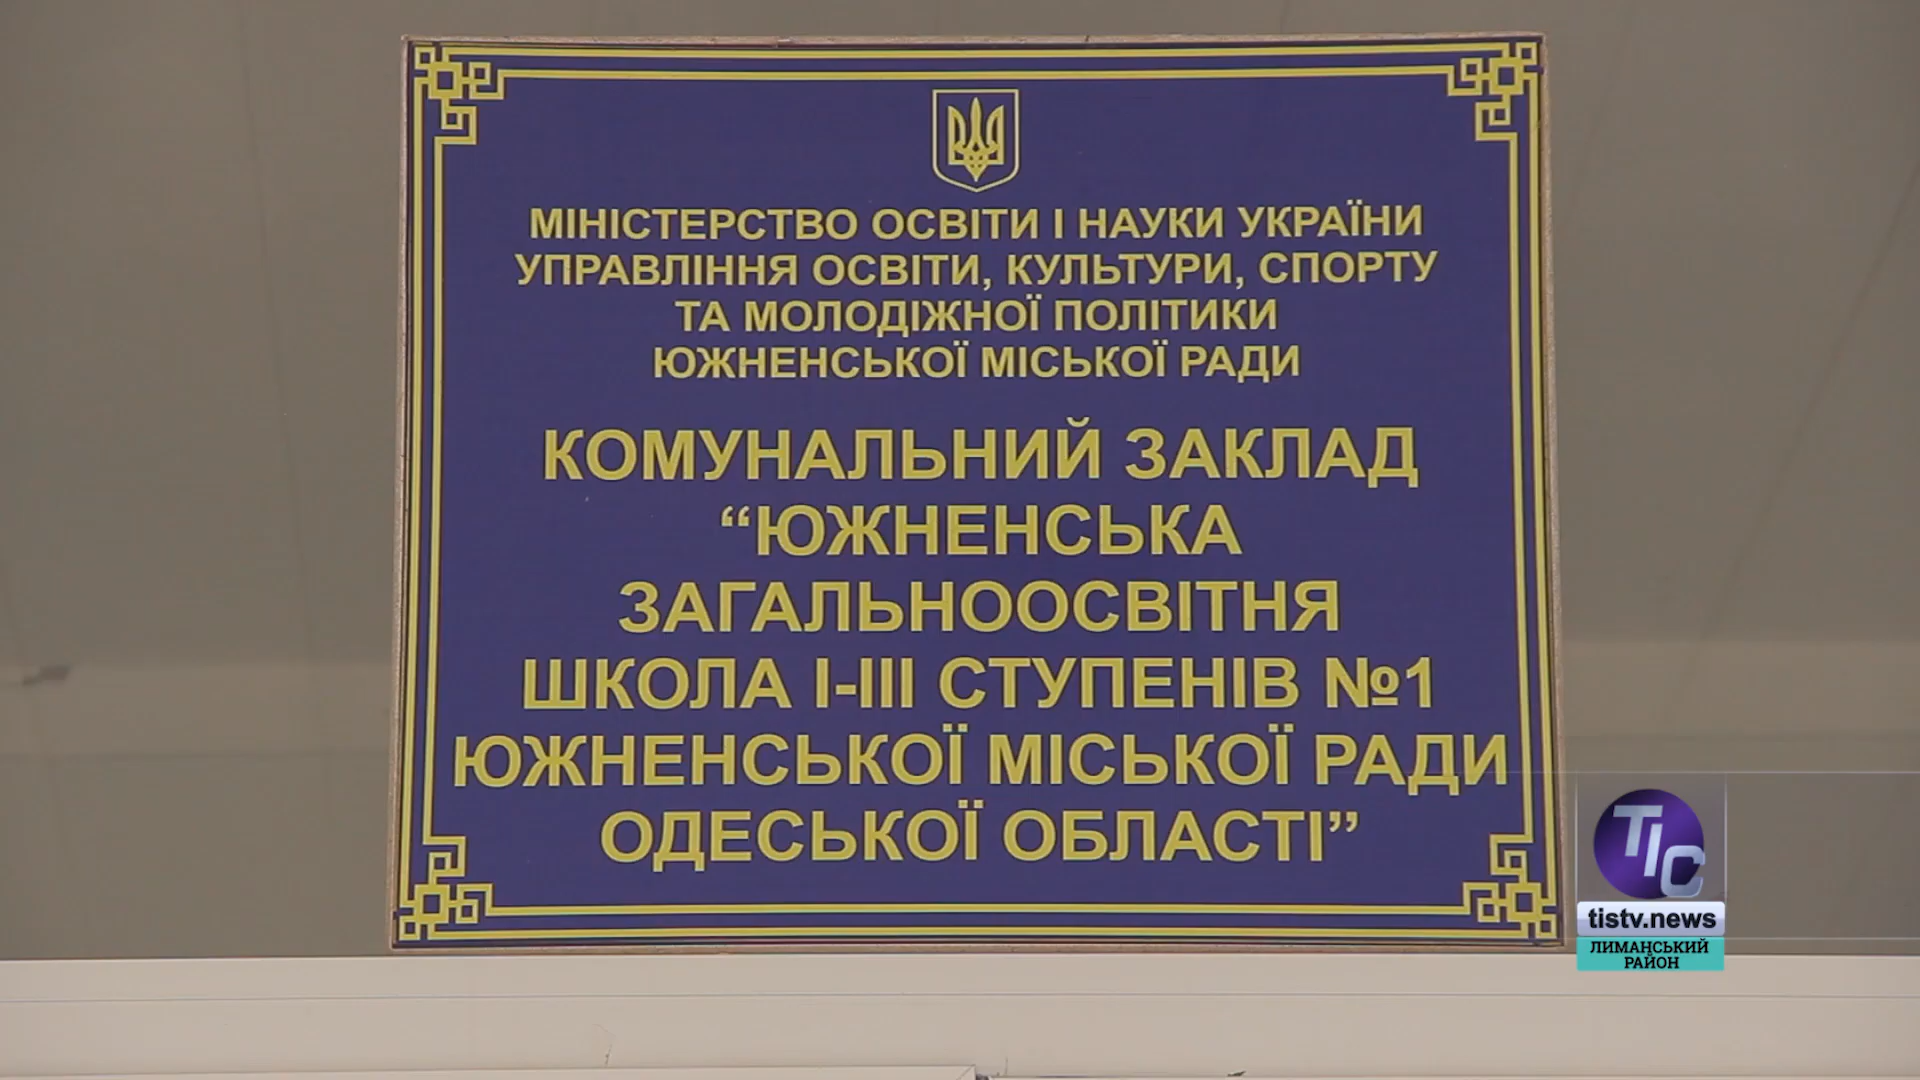 МІНІСТЕРСТВО ОСВІТИ І НАУКИ УКРАЇНИ
УПРАВЛІННЯ ОСВІТИ, КУЛЬТУРИ, СПОРТУ
ТА МОЛОДІЖНОЇ ПОЛІТИКИ
ЮЖНЕНСЬКОЇ МІСЬКОЇ РАДИ
КОМУНАЛЬНИЙ ЗАКЛАД
“ЮЖНЕНСЬКА
ЗАГАЛЬНООСВІТНЯ
ШКОЛА І-ІІІ СТУПЕНІВ №1
ЮЖНЕНСЬКОЇ МІСЬКОЇ РАДИ
ОДЕСЬКОЇ ОБЛАСТІ”
ТІС
tistv.news
ЛИМАНСЬКИЙ
РАЙОН